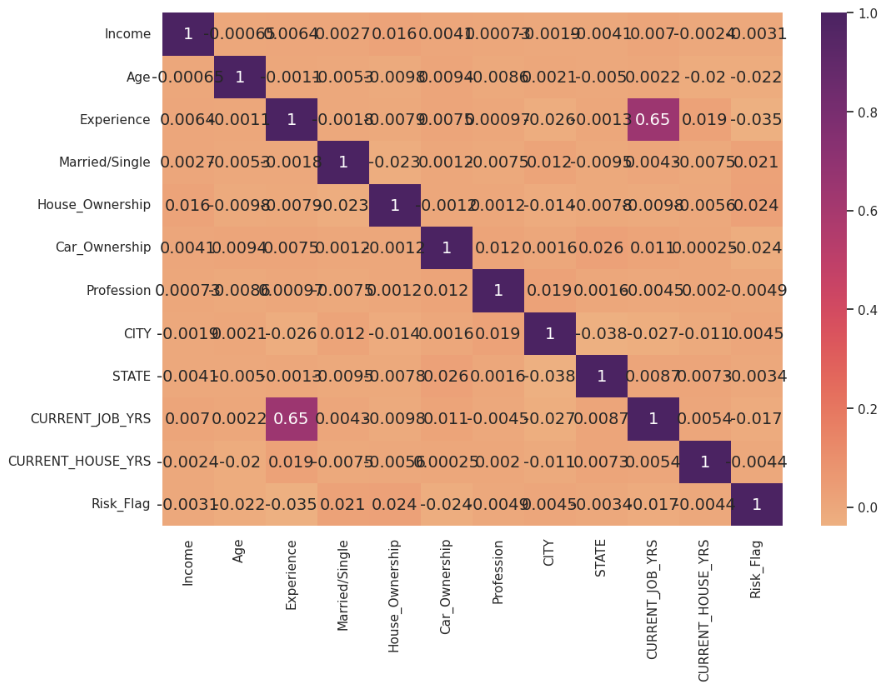 Income 1 -0.00065 0.0064 0.0027 0.016 0.0041 0.00073 -0.0019 -0.0041 0.007 -0.0024 -0.0031
Age -0.00065 1 -0.0011 -0.0053 -0.0098 0.0094 -0.0086 0.0021 -0.005 0.0022 -0.02 -0.022
Experience 0.0064 -0.0011 1 -0.0018 -0.0079 0.0075 0.00097 -0.026 -0.0013 0.65 0.019 -0.035
Married/Single 0.0027 -0.0053 -0.0018 1 -0.023 0.0012 -0.0075 0.012 -0.0095 0.0043 -0.0075 0.021
House_Ownership 0.016 -0.0098 -0.0079 -0.023 1 -0.0012 0.0012 -0.014 -0.0078 -0.0098 -0.0056 0.024
Car_Ownership 0.0041 0.0094 0.0075 0.0012 -0.0012 1 0.012 0.0016 0.026 0.011 0.00025 -0.024
Profession 0.00073 -0.0086 0.00097 -0.0075 0.0012 0.012 1 0.019 0.0016 -0.0045 0.002 -0.0049
CITY -0.0019 0.0021 -0.026 0.012 -0.014 0.0016 0.019 1 -0.038 -0.027 -0.011 0.0045
STATE -0.0041 -0.005 -0.0013 -0.0095 -0.0078 0.026 0.0016 -0.038 1 0.0087 0.0073 -0.0034
CURRENT_JOB_YRS 0.007 0.0022 0.65 0.0043 -0.0098 0.011 -0.0045 -0.027 0.0087 1 0.0054 -0.017
CURRENT_HOUSE_YRS -0.0024 -0.02 0.019 -0.0075 -0.0056 0.00025 0.002 -0.011 0.0073 0.0054 1 -0.0044
Risk_Flag -0.0031 -0.022 -0.035 0.021 0.024 -0.024 -0.0049 0.0045 -0.0034 -0.017 -0.0044 1
Income
Age
Experience
Married/Single
House_Ownership
Car_Ownership
Profession
CITY
STATE
CURRENT_JOB_YRS
CURRENT_HOUSE_YRS
Risk_Flag
1.0
0.8
0.6
0.4
0.2
0.0